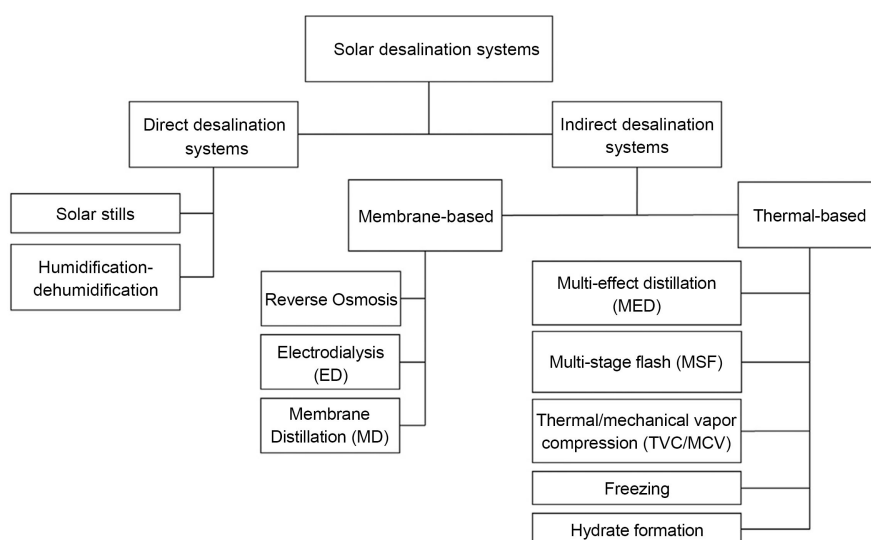 Solar desalination systems
Direct desalination
systems
Indirect desalination
systems
Solar stills
Humidification-
dehumidification
Membrane-based
Thermal-based
Reverse Osmosis
Electrodialysis
(ED)
Membrane
Distillation (MD)
Multi-effect distillation
(MED)
Multi-stage flash (MSF)
Thermal/mechanical vapor
compression (TVC/MCV)
Freezing
Hydrate formation